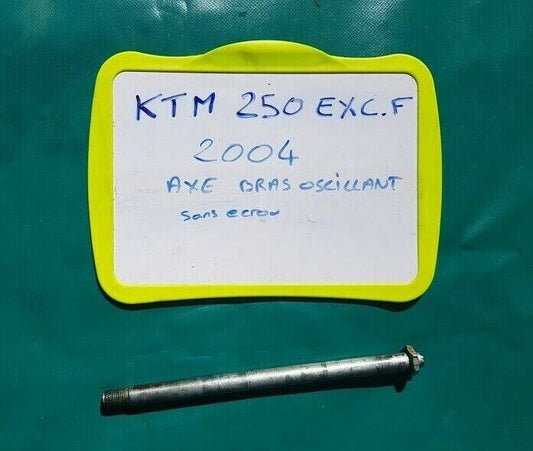 KTM 250 EXC.F
2004
AXE BRAS OSCILLANT
sans ecrou